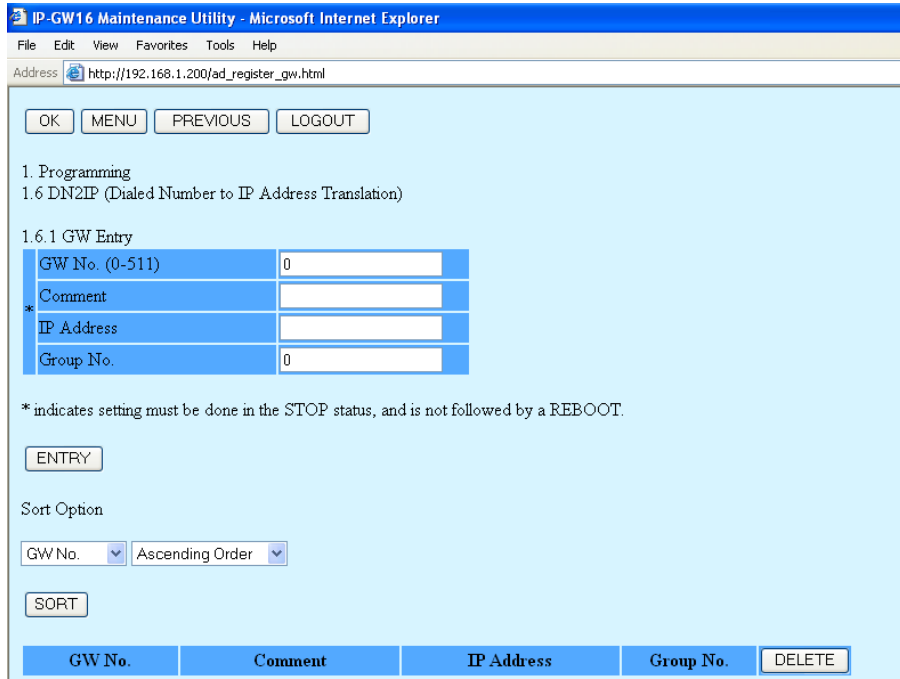 IP-GW16 Maintenance Utility - Microsoft Internet Explorer
File Edit View Favorites Tools Help
Address http://192.168.1.200/ad_register_gw.html
OK MENU PREVIOUS LOGOUT
1. Programming
1.6 DN2IP (Dialed Number to IP Address Translation)
1.6.1 GW Entry
GW No. (0-511) 0
Comment
*
IP Address
Group No. 0
* indicates setting must be done in the STOP status, and is not followed by a REBOOT.
ENTRY
Sort Option
GW No. Ascending Order
SORT
GW No. Comment IP Address Group No. DELETE